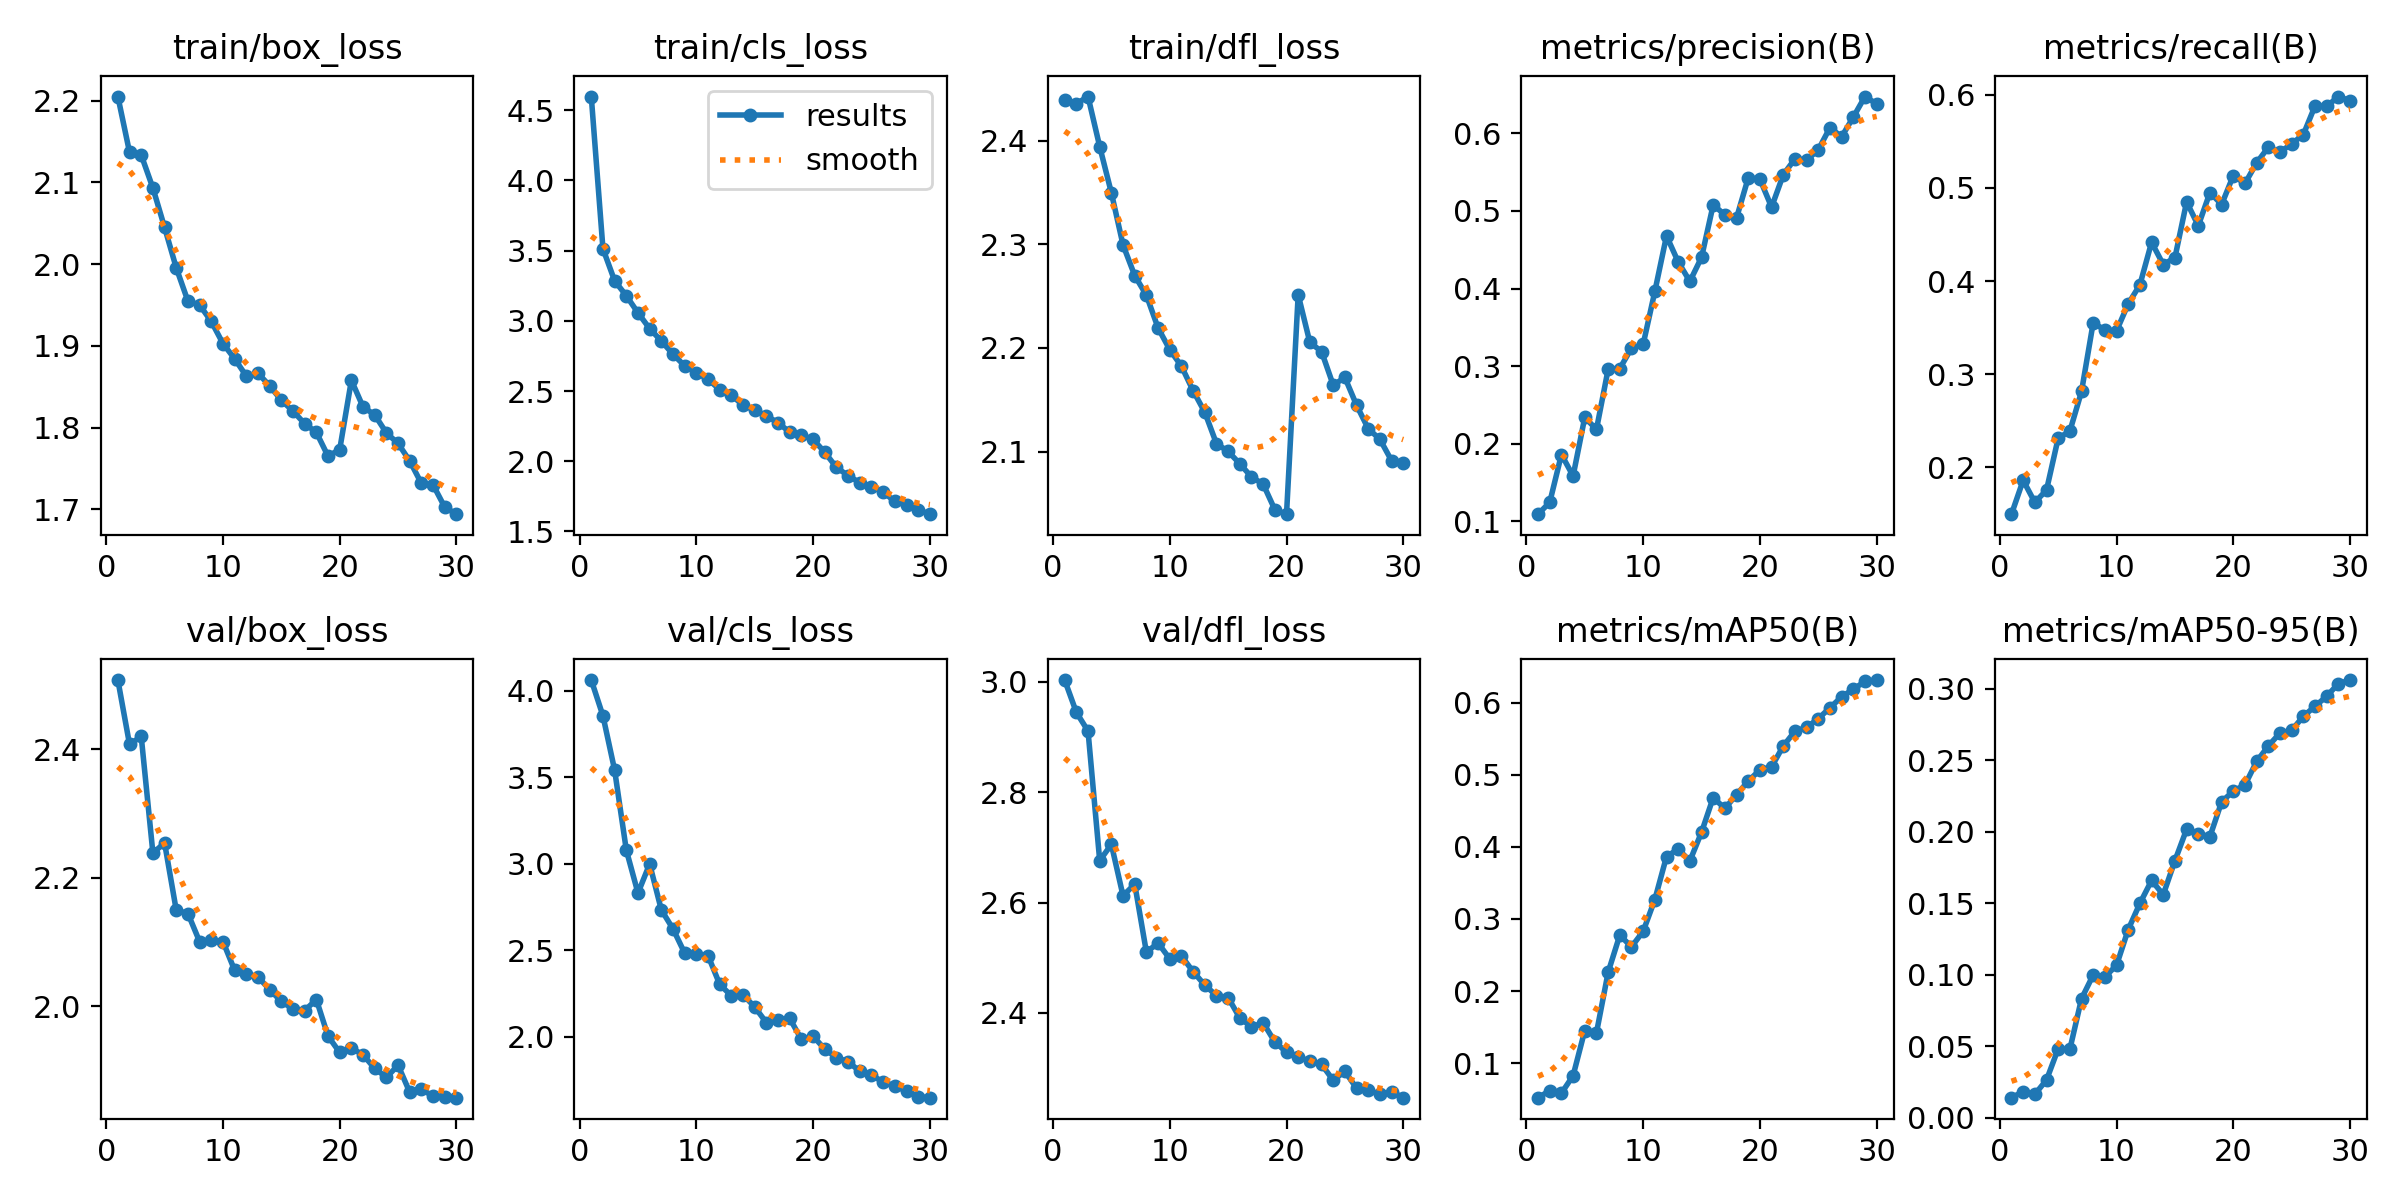 train/box_loss
2.2
2.1
2.0
1.9
1.8
1.7
0 10 20 30
train/cls_loss
results
smooth
4.5
4.0
3.5
3.0
2.5
2.0
1.5
0 10 20 30
train/dfl_loss
2.4
2.3
2.2
2.1
0 10 20 30
metrics/precision(B)
0.6
0.5
0.4
0.3
0.2
0.1
0 10 20 30
metrics/recall(B)
0.6
0.5
0.4
0.3
0.2
0 10 20 30
val/box_loss
2.4
2.2
2.0
0 10 20 30
val/cls_loss
4.0
3.5
3.0
2.5
2.0
0 10 20 30
val/dfl_loss
3.0
2.8
2.6
2.4
0 10 20 30
metrics/mAP50(B)
0.6
0.5
0.4
0.3
0.2
0.1
0 10 20 30
metrics/mAP50-95(B)
0.30
0.25
0.20
0.15
0.10
0.05
0.00
0 10 20 30